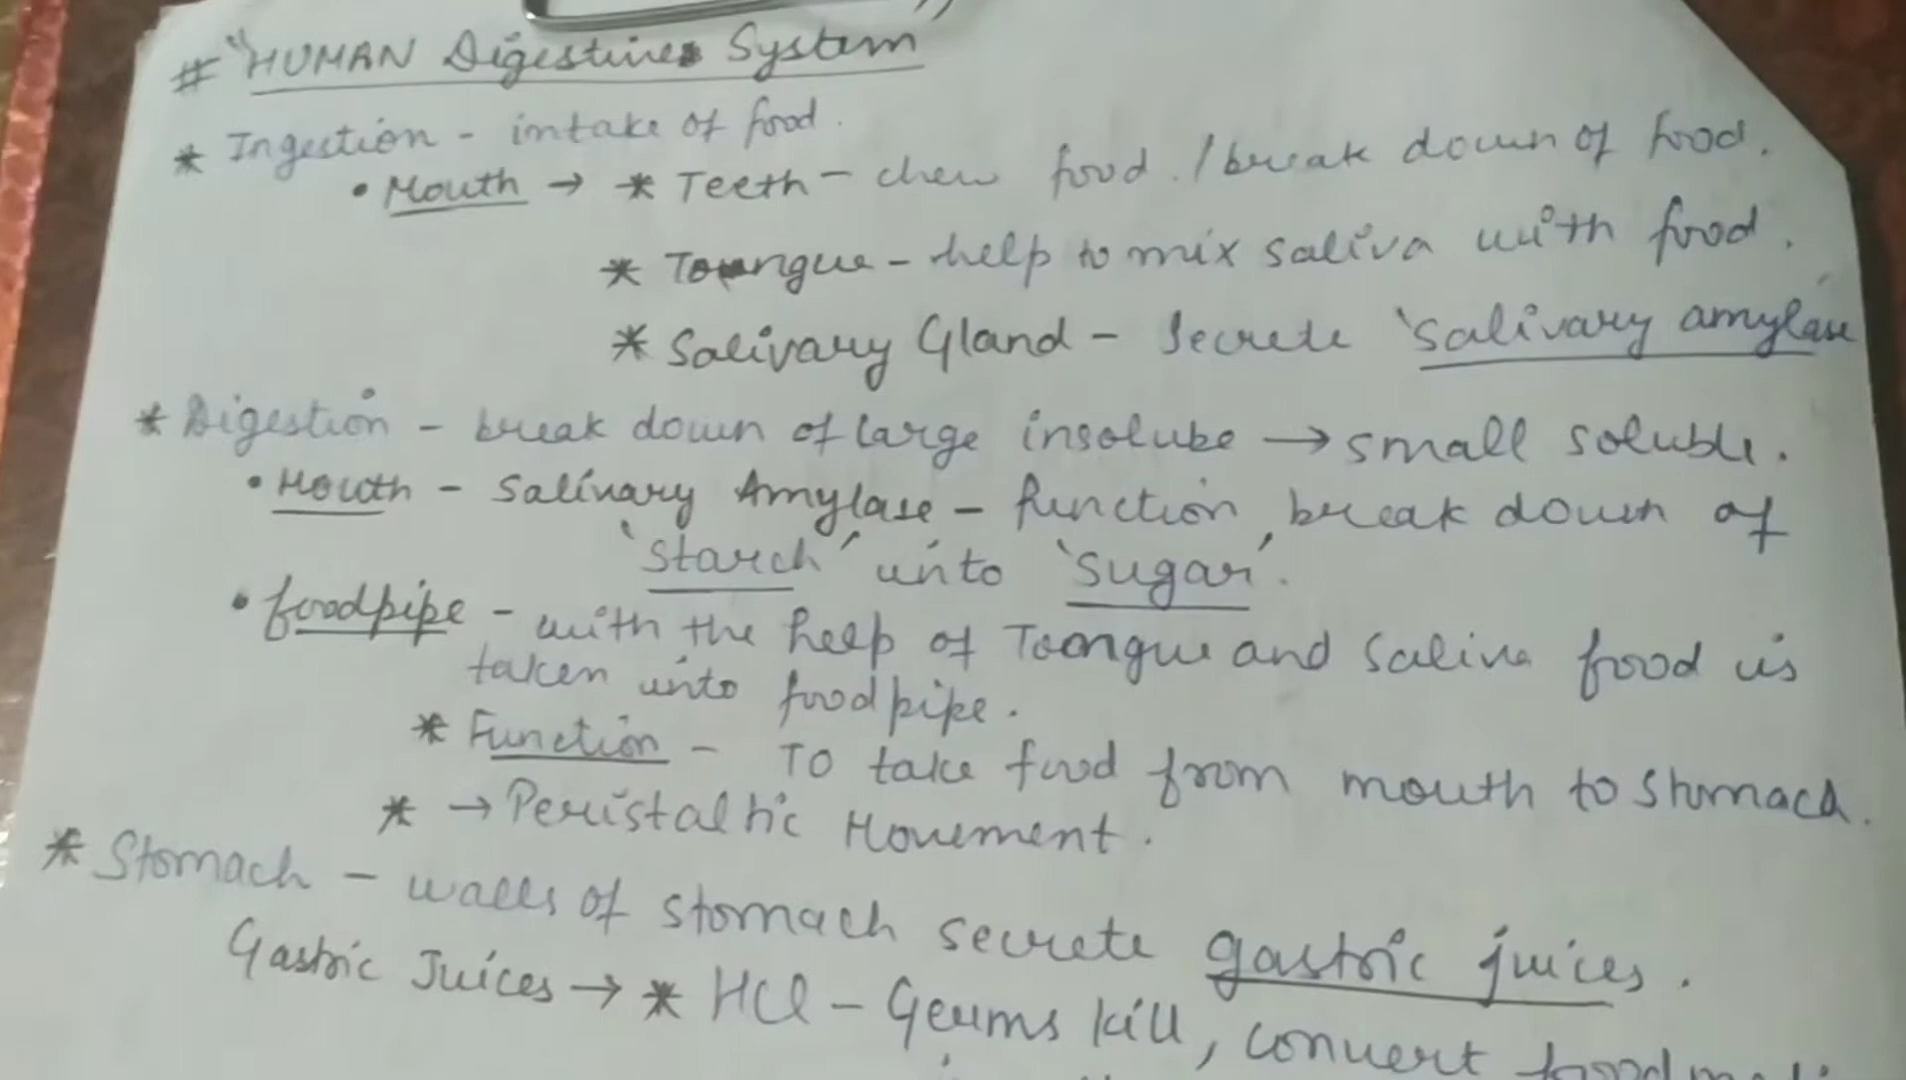 # "HUMAN Digestive System"
* Ingestion - intake of food.
• Mouth → * Teeth - chew food. / break down of food.
* Toungue - help to mix saliva with food.
* Salivary Gland - Secrete 'salivary amylase
* Digestion - break down of large insolube → small soluble.
• Mouth - Salivary Amylase - function, break down of
'starch' into 'sugar'.
• foodpipe - with the help of Toongue and Saliva food is
taken into foodpipe.
* Function - To take food from mouth to stomach.
* → Peristaltic Movement.
* Stomach - walls of stomach secrete gastric juices.
Gastric Juices → * HCl - Germs kill, convert food